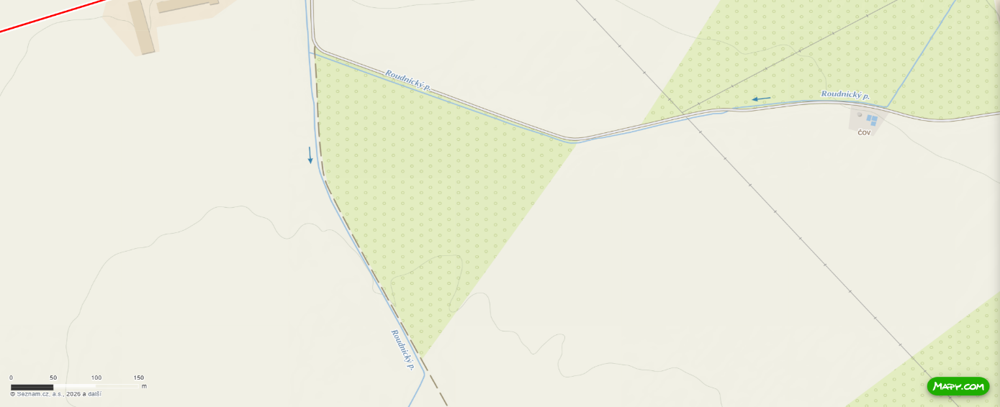 Roudnický p.
Roudnický p.
ČOV
Roudnický p.
0 50 100 150
m
© Seznam.cz, a.s., 2026 a další
MAPY.COM